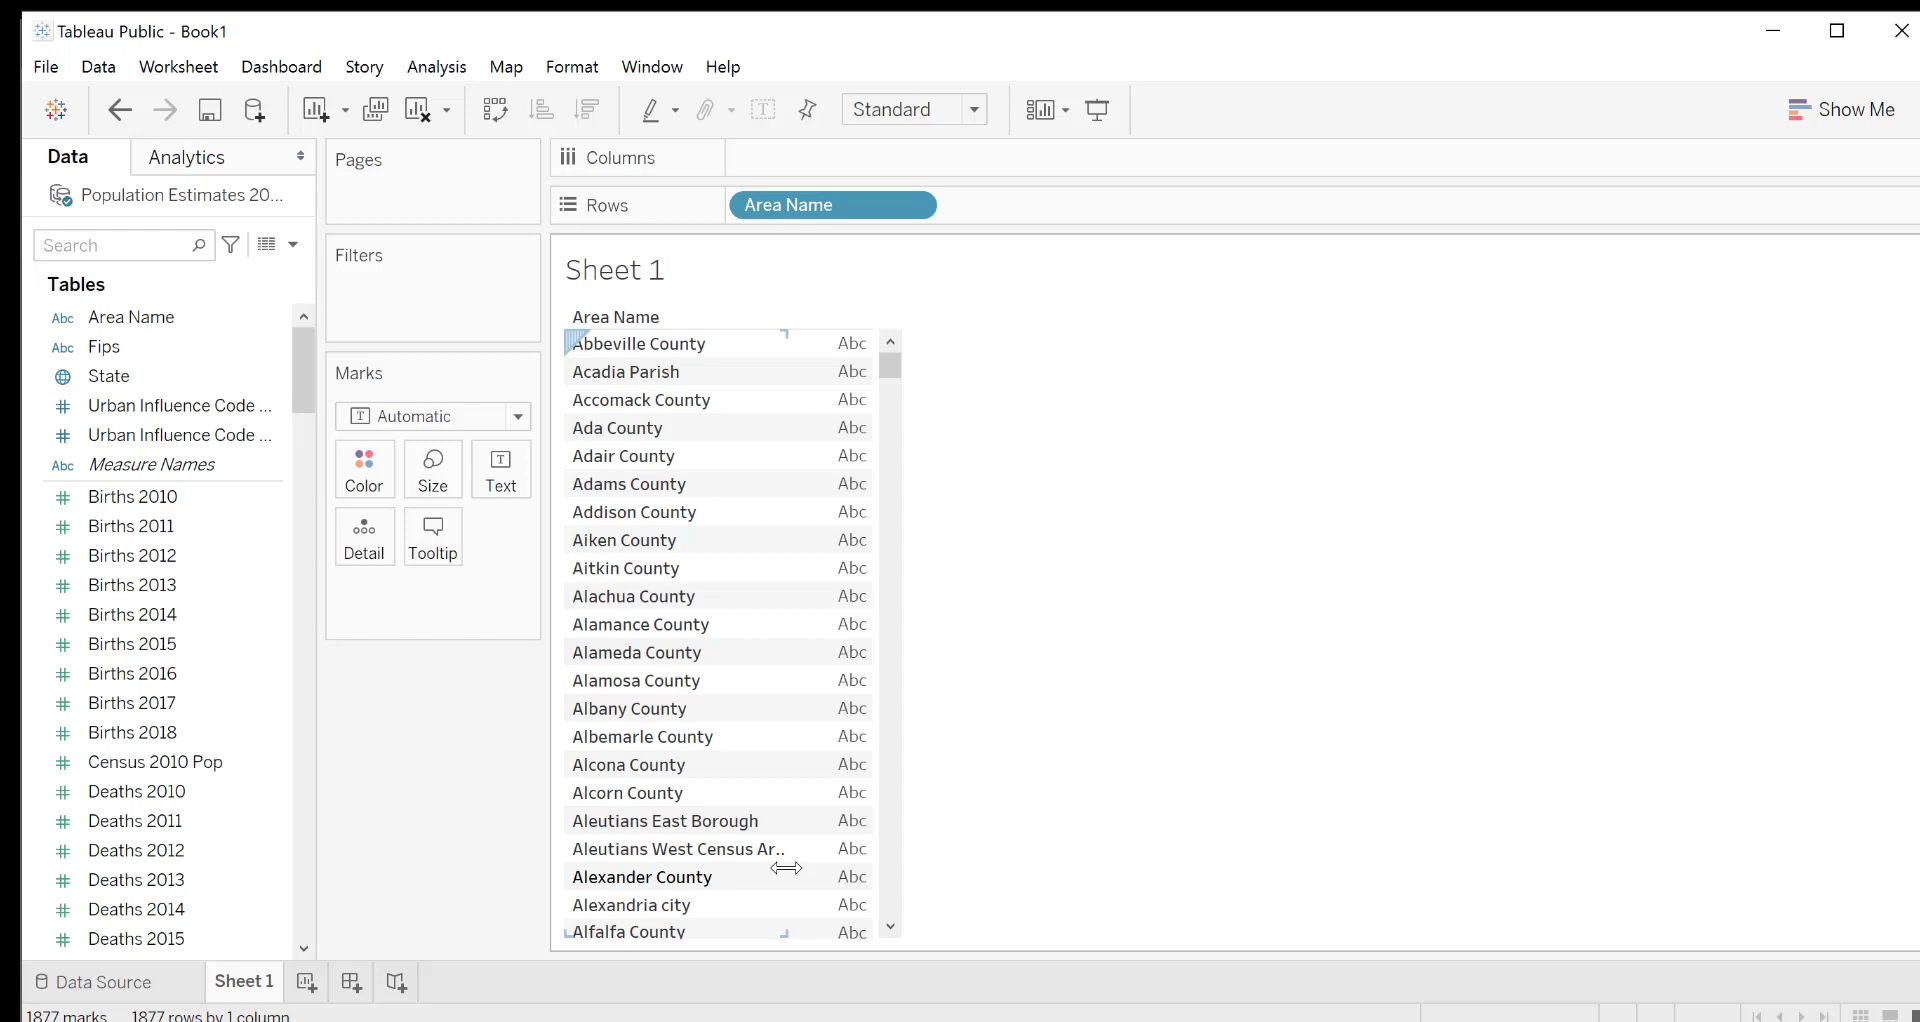 Tableau Public - Book1
File Data Worksheet Dashboard Story Analysis Map Format Window Help
Standard
Show Me
Data
Analytics
Population Estimates 20...
Search
Tables
Abc Area Name
Abc Fips
State
Urban Influence Code ...
Urban Influence Code ...
Abc Measure Names
Births 2010
Births 2011
Births 2012
Births 2013
Births 2014
Births 2015
Births 2016
Births 2017
Births 2018
Census 2010 Pop
Deaths 2010
Deaths 2011
Deaths 2012
Deaths 2013
Deaths 2014
Deaths 2015
Pages
Filters
Marks
Automatic
Color Size Text
Detail Tooltip
Columns
Rows Area Name
Sheet 1
Area Name
Abbeville County Abc
Acadia Parish Abc
Accomack County Abc
Ada County Abc
Adair County Abc
Adams County Abc
Addison County Abc
Aiken County Abc
Aitkin County Abc
Alachua County Abc
Alamance County Abc
Alameda County Abc
Alamosa County Abc
Albany County Abc
Albemarle County Abc
Alcona County Abc
Alcorn County Abc
Aleutians East Borough Abc
Aleutians West Census Ar.. Abc
Alexander County Abc
Alexandria city Abc
Alfalfa County Abc
Data Source Sheet 1
1877 marks 1877 rows by 1 column